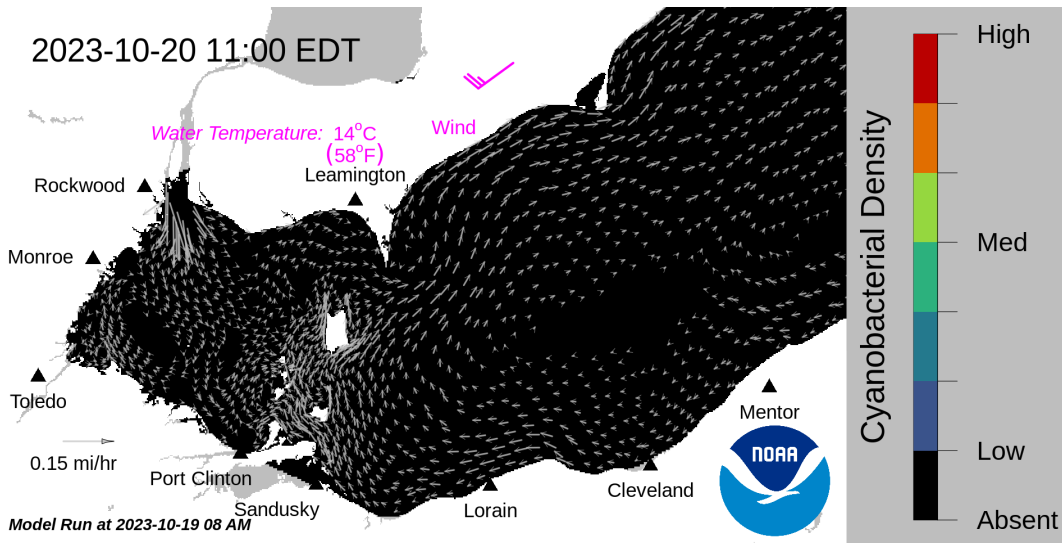 2023-10-20 11:00 EDT
High
Wind
Water Temperature: 14°C
(58°F)
Leamington
Rockwood
Monroe
Cyanobacterial Density
Med
Toledo
Mentor
0.15 mi/hr
NOAA
Low
Port Clinton
Cleveland
Sandusky
Lorain
Model Run at 2023-10-19 08 AM
Absent